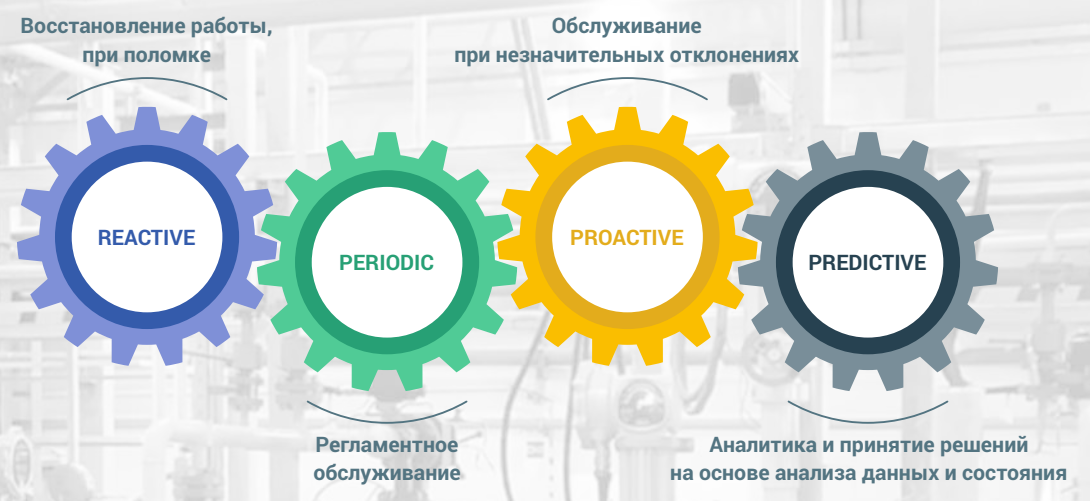 Восстановление работы,
при поломке
Обслуживание
при незначительных отклонениях
REACTIVE
PERIODIC
PROACTIVE
PREDICTIVE
Регламентное
обслуживание
Аналитика и принятие решений
на основе анализа данных и состояния